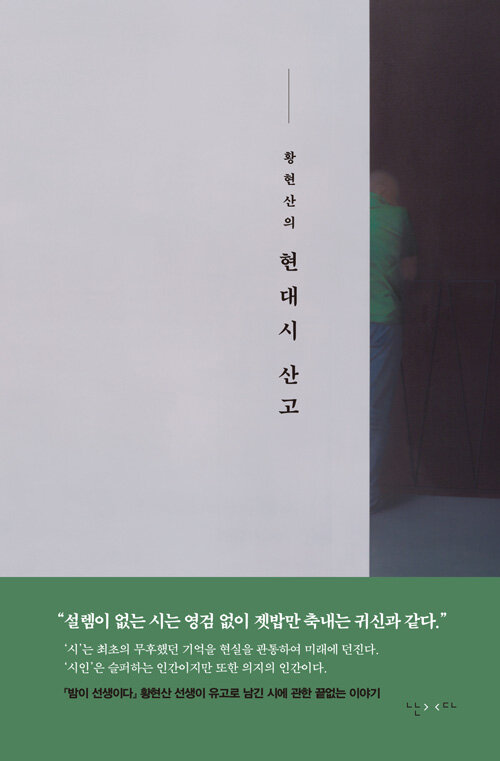 황현산의 현대시 산고
“설렘이 없는 시는 영검 없이 젯밥만 축내는 귀신과 같다.”
‘시’는 최초의 무후했던 기억을 현실을 관통하여 미래에 던진다.
‘시인’은 슬퍼하는 인간이지만 또한 의지의 인간이다.
『밤이 선생이다』 황현산 선생이 유고로 남긴 시에 관한 끝없는 이야기